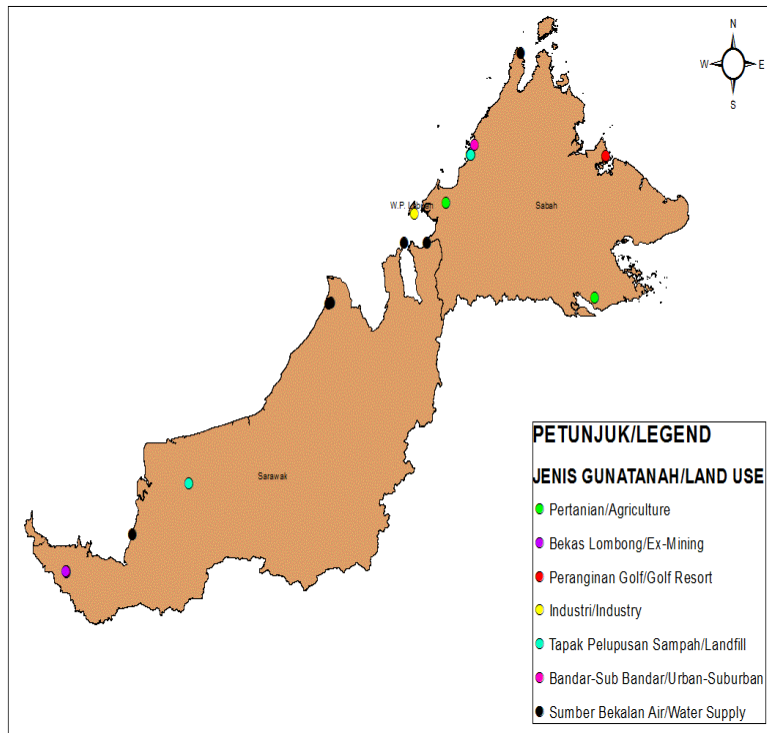 N
W E
S
W.P. Labuan
Sabah
Sarawak
PETUNJUK/LEGEND
JENIS GUNATANAH/LAND USE
Pertanian/Agriculture
Bekas Lombong/Ex-Mining
Peranginan Golf/Golf Resort
Industri/Industry
Tapak Pelupusan Sampah/Landfill
Bandar-Sub Bandar/Urban-Suburban
Sumber Bekalan Air/Water Supply